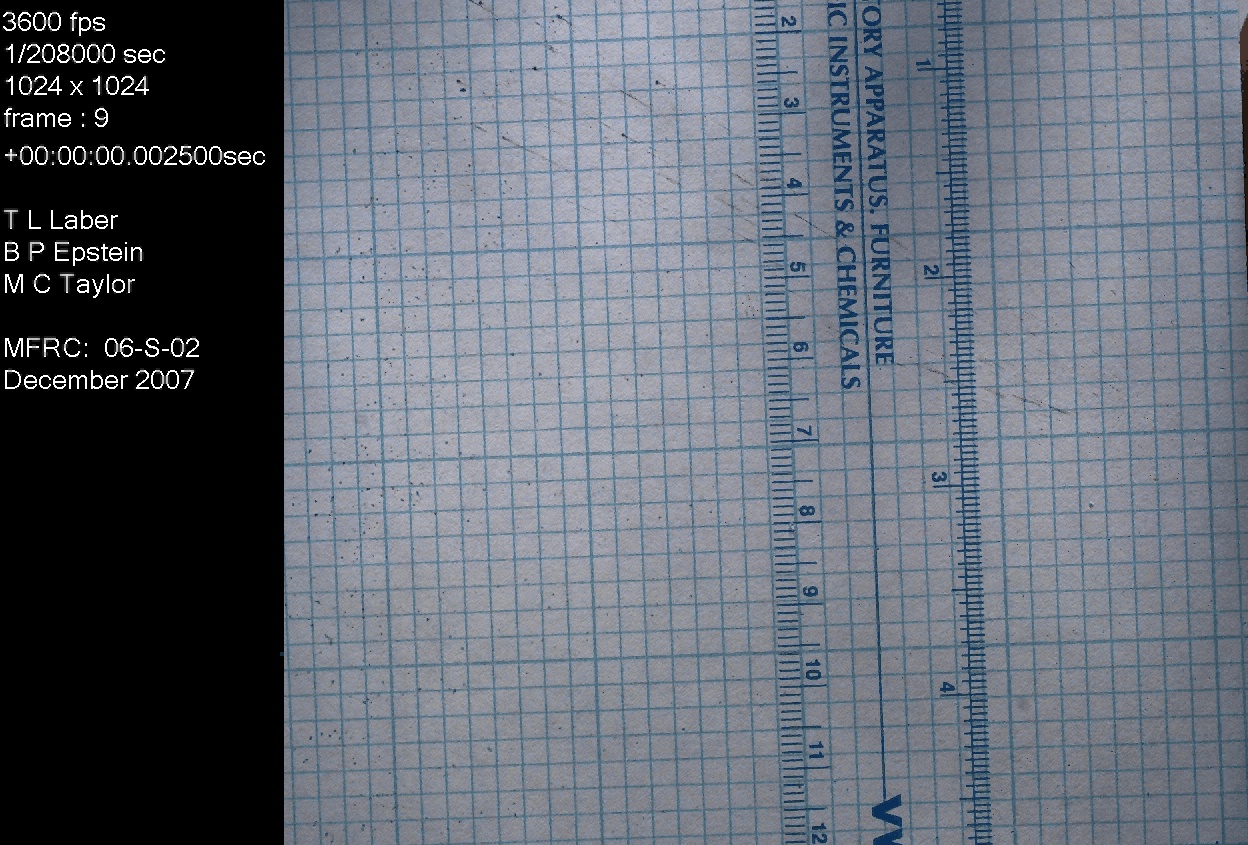 3600 fps
1/208000 sec
1024 x 1024
frame : 9
+00:00:00.002500sec
T L Laber
B P Epstein
M C Taylor
MFRC: 06-S-02
December 2007
ORY APPARATUS, FURNITURE
IC INSTRUMENTS & CHEMICALS
2
3
4
5
6
7
8
9
10
11
12
1
2
3
4